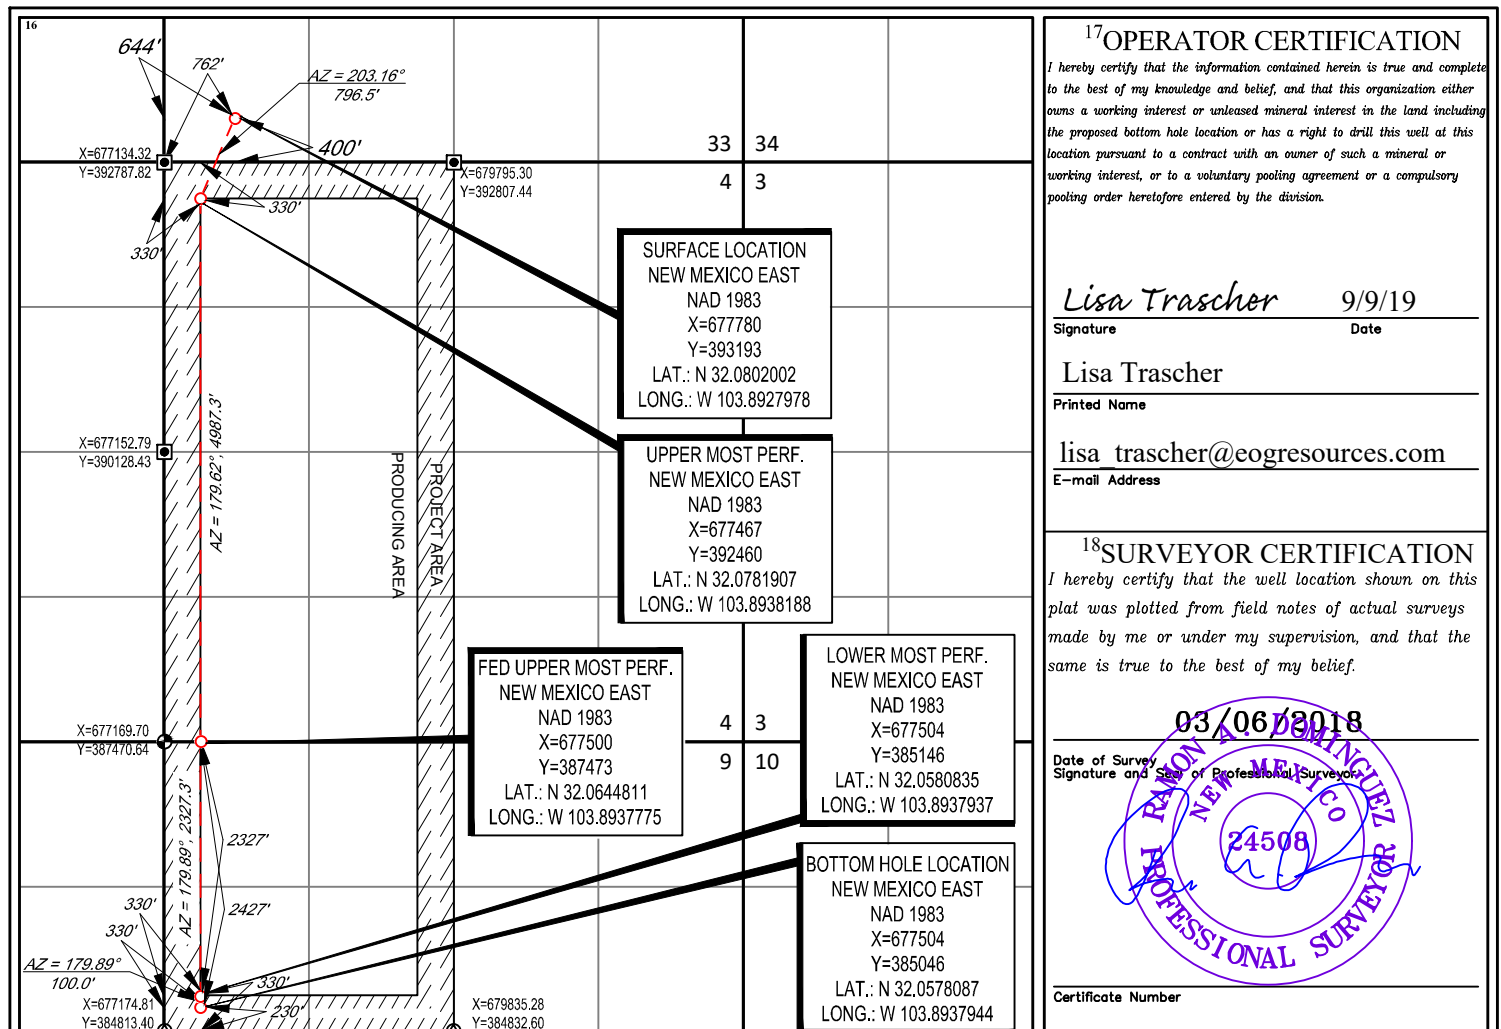 16
644'
762'
AZ = 203.16°
796.5'
400'
X=677134.32
Y=392787.82
X=679795.30
Y=392807.44
33 34
4 3
330'
330'
SURFACE LOCATION
NEW MEXICO EAST
NAD 1983
X=677780
Y=393193
LAT.: N 32.0802002
LONG.: W 103.8927978
X=677152.79
Y=390128.43
AZ = 179.62°, 4987.3'
PRODUCING AREA
PROJECT AREA
UPPER MOST PERF.
NEW MEXICO EAST
NAD 1983
X=677467
Y=392460
LAT.: N 32.0781907
LONG.: W 103.8938188
X=677169.70
Y=387470.64
FED UPPER MOST PERF.
NEW MEXICO EAST
NAD 1983
X=677500
Y=387473
LAT.: N 32.0644811
LONG.: W 103.8937775
4 3
9 10
LOWER MOST PERF.
NEW MEXICO EAST
NAD 1983
X=677504
Y=385146
LAT.: N 32.0580835
LONG.: W 103.8937937
AZ = 179.89°, 2327.3'
2327'
2427'
330'
330'
AZ = 179.89°
100.0'
330'
230'
X=677174.81
Y=384813.40
X=679835.28
Y=384832.60
BOTTOM HOLE LOCATION
NEW MEXICO EAST
NAD 1983
X=677504
Y=385046
LAT.: N 32.0578087
LONG.: W 103.8937944
17OPERATOR CERTIFICATION
I hereby certify that the information contained herein is true and complete
to the best of my knowledge and belief, and that this organization either
owns a working interest or unleased mineral interest in the land including
the proposed bottom hole location or has a right to drill this well at this
location pursuant to a contract with an owner of such a mineral or
working interest, or to a voluntary pooling agreement or a compulsory
pooling order heretofore entered by the division.
Lisa Trascher 9/9/19
Signature Date
Lisa Trascher
Printed Name
lisa_trascher@eogresources.com
E-mail Address
18SURVEYOR CERTIFICATION
I hereby certify that the well location shown on this
plat was plotted from field notes of actual surveys
made by me or under my supervision, and that the
same is true to the best of my belief.
03/06/2018
Date of Survey
Signature and Seal of Professional Surveyor:
RAMON A. DOMINGUEZ
NEW MEXICO
24508
PROFESSIONAL SURVEYOR
Certificate Number